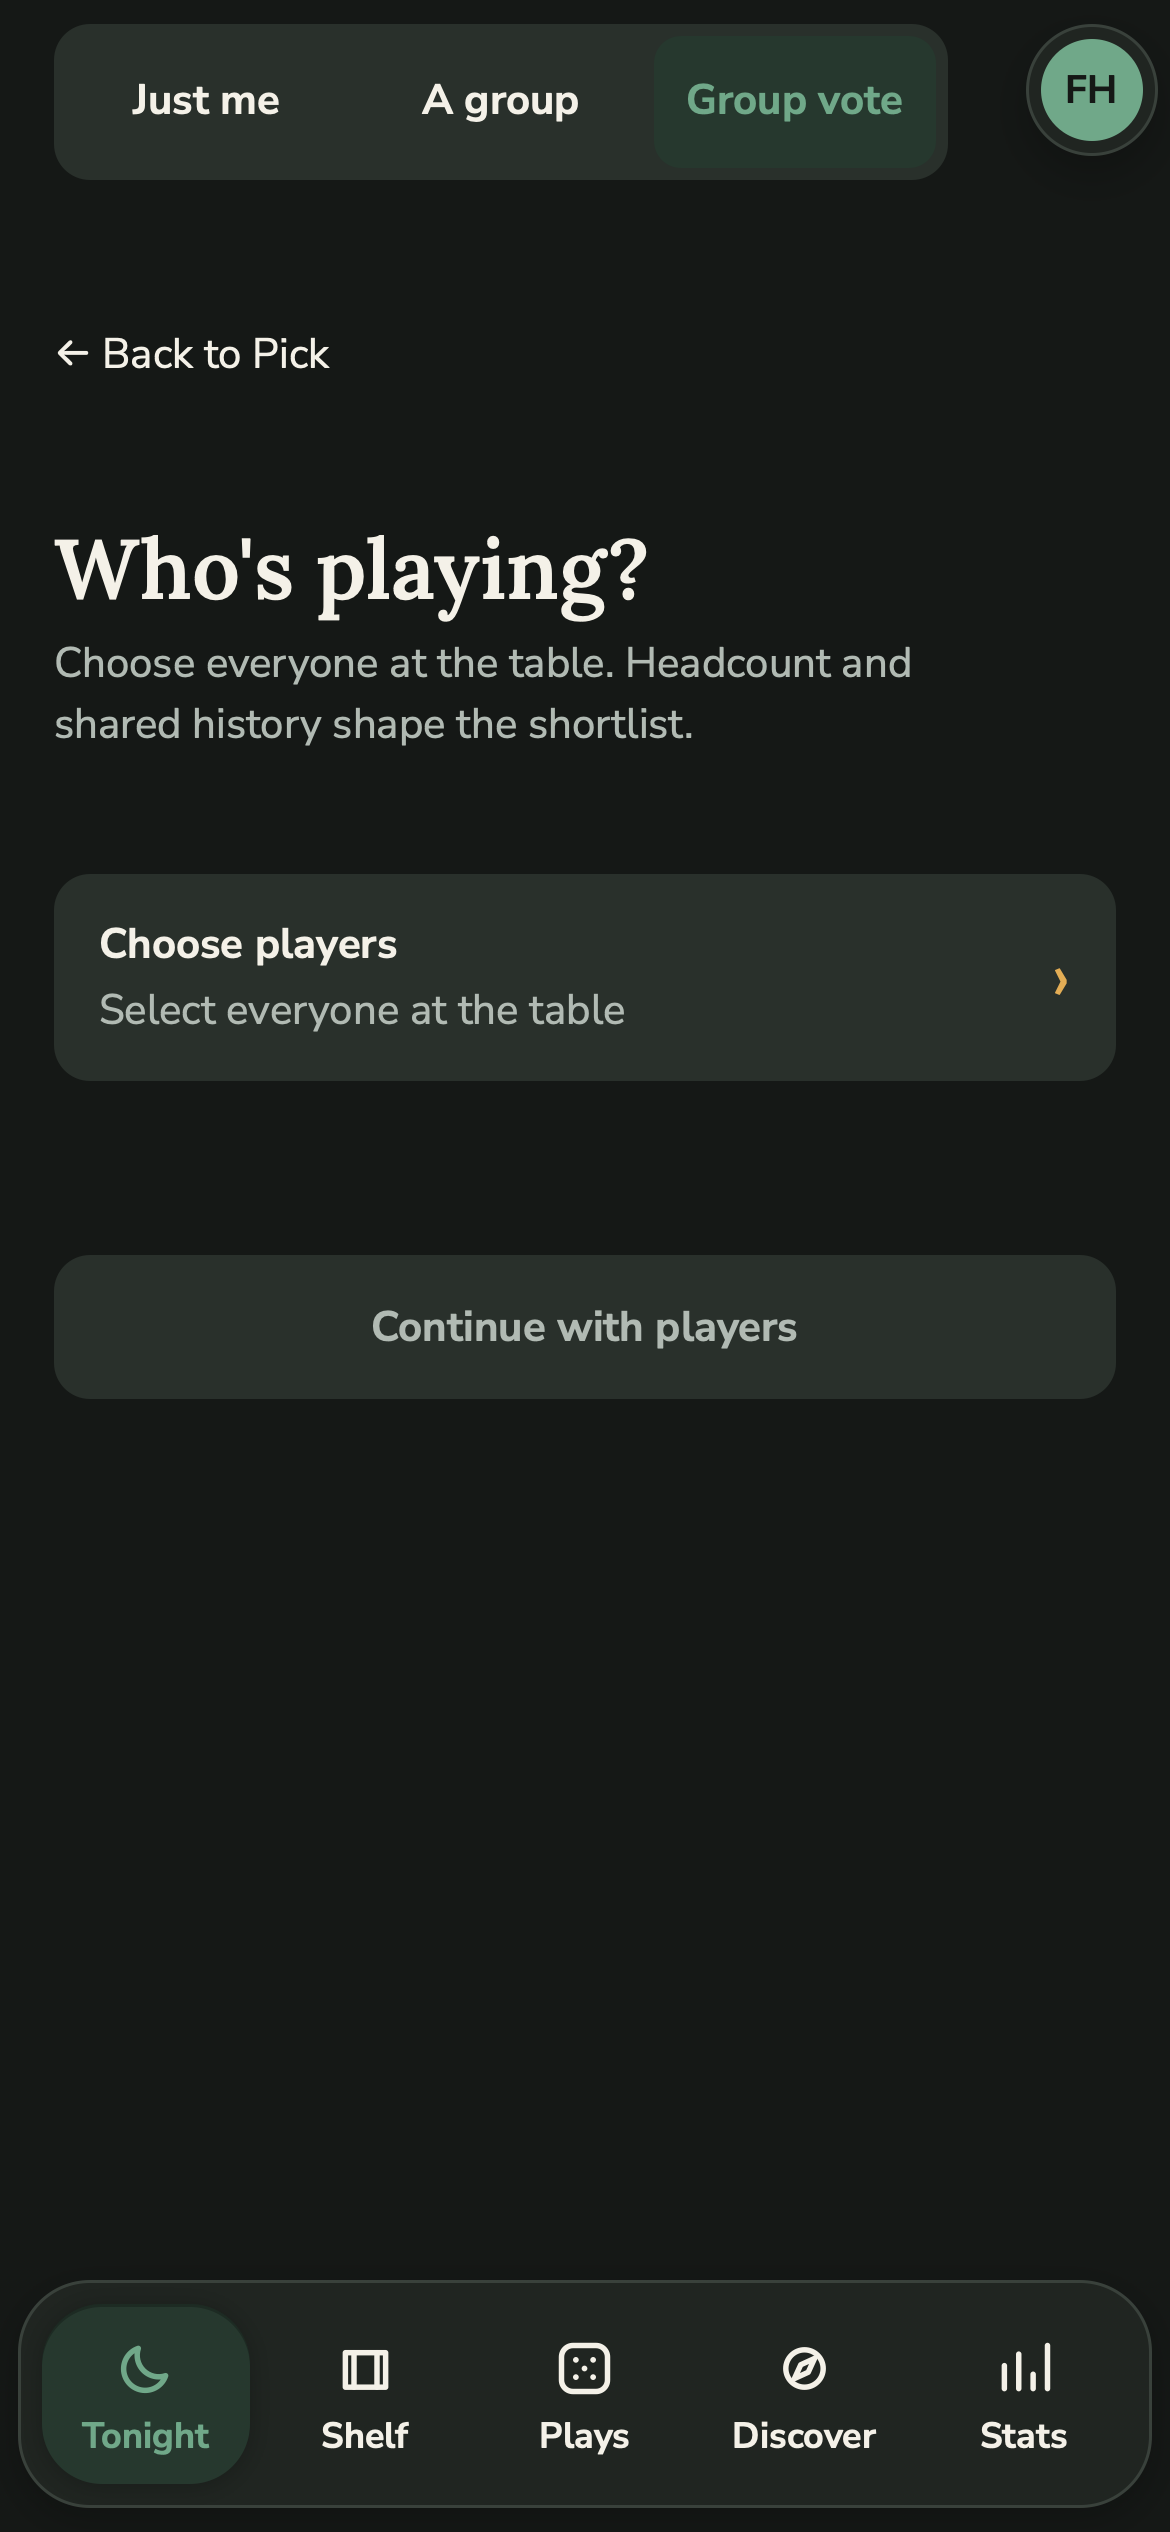 Just me
A group
Group vote
FH
← Back to Pick
Who's playing?
Choose everyone at the table. Headcount and
shared history shape the shortlist.
Choose players
Select everyone at the table
›
Continue with players
Tonight
Shelf
Plays
Discover
Stats